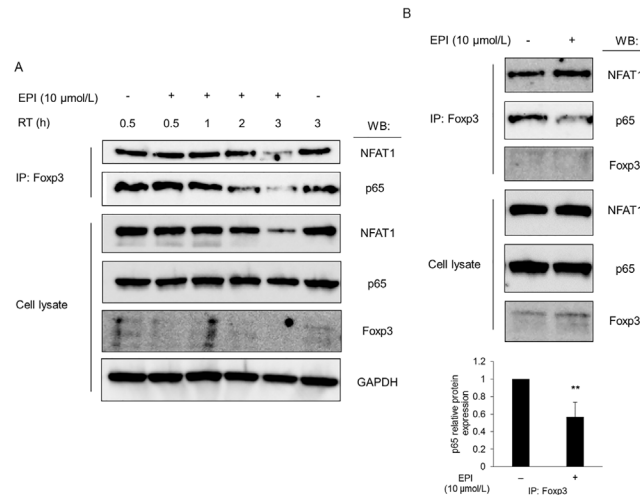 A
EPI (10 µmol/L) - + + + + -
RT (h) 0.5 0.5 1 2 3 3 WB:
IP: Foxp3
NFAT1
p65
Cell lysate
NFAT1
p65
Foxp3
GAPDH
B
EPI (10 µmol/L) - + WB:
IP: Foxp3
NFAT1
p65
Foxp3
Cell lysate
NFAT1
p65
Foxp3
p65 relative protein
expression
1.2
1
0.8
0.6
0.4
0.2
0
**
EPI
(10 µmol/L)
– +
IP: Foxp3